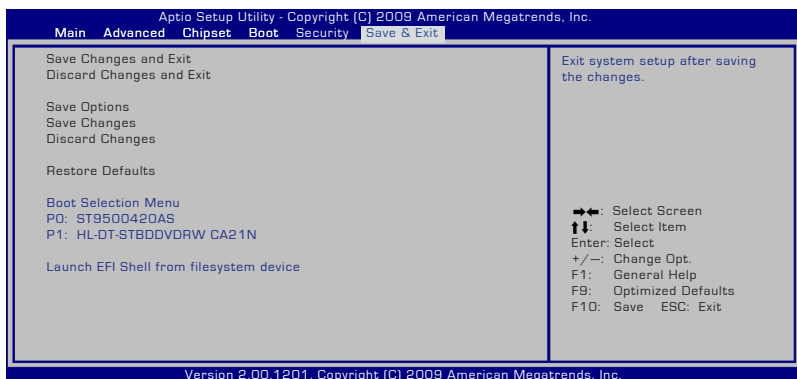 Aptio Setup Utility - Copyright (C) 2009 American Megatrends, Inc.
Main Advanced Chipset Boot Security Save & Exit
Save Changes and Exit
Discard Changes and Exit
Save Options
Save Changes
Discard Changes
Restore Defaults
Boot Selection Menu
P0: ST9500420AS
P1: HL-DT-STBDDVDRW CA21N
Launch EFI Shell from filesystem device
Exit system setup after saving
the changes.
→←: Select Screen
↑↓: Select Item
Enter: Select
+/—: Change Opt.
F1: General Help
F9: Optimized Defaults
F10: Save ESC: Exit
Version 2.00.1201. Copyright (C) 2009 American Megatrends, Inc.